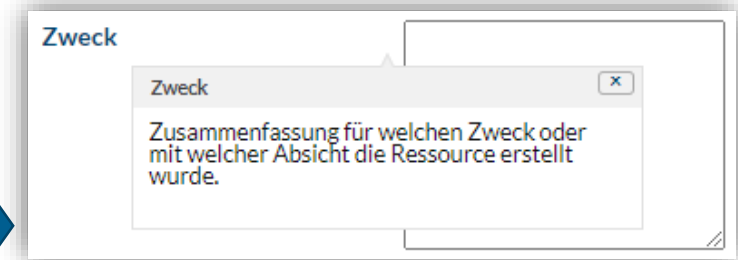 Zweck
Zweck
x
Zusammenfassung für welchen Zweck oder
mit welcher Absicht die Ressource erstellt
wurde.